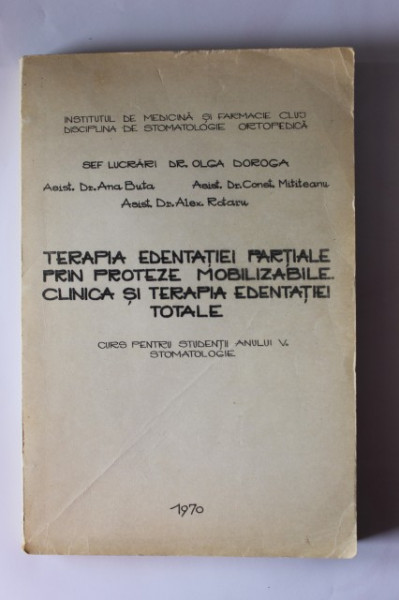 INSTITUTUL DE MEDICINĂ ȘI FARMACIE CLUJ
DISCIPLINA DE STOMATOLOGIE ORTOPEDICĂ
SEF LUCRĂRI DR. OLGA DOROGA
Asist. Dr. Ana Buta Asist. Dr. Const. Mititeanu
Asist. Dr. Alex. Rotaru
TERAPIA EDENTAȚIEI PARȚIALE
PRIN PROTEZE MOBILIZABILE.
CLINICA ȘI TERAPIA EDENTAȚIEI
TOTALE
CURS PENTRU STUDENȚII ANULUI V.
STOMATOLOGIE
1970